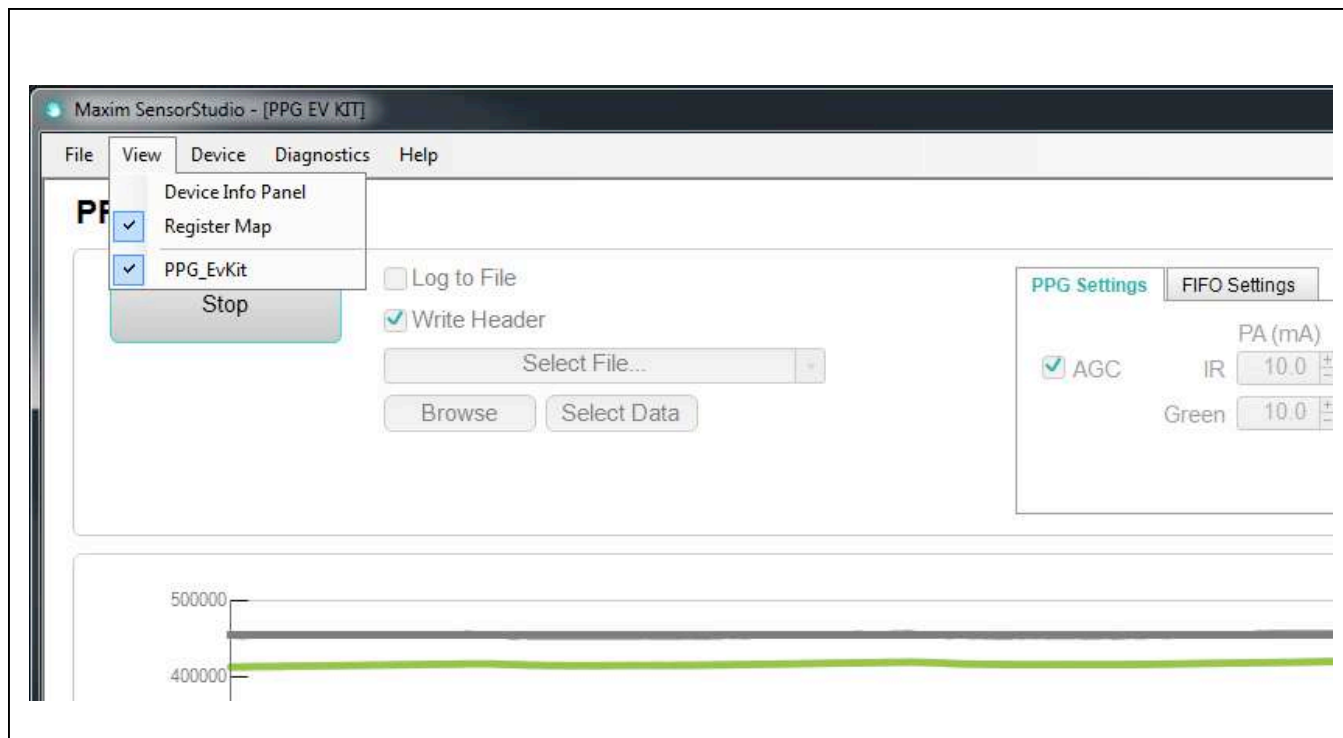 Maxim SensorStudio - [PPG EV KIT]
File View Device Diagnostics Help
Device Info Panel
Register Map
PPG_EvKit
Stop
Log to File
Write Header
Select File...
Browse Select Data
PPG Settings FIFO Settings
PA (mA)
AGC IR 10.0
Green 10.0
500000
400000